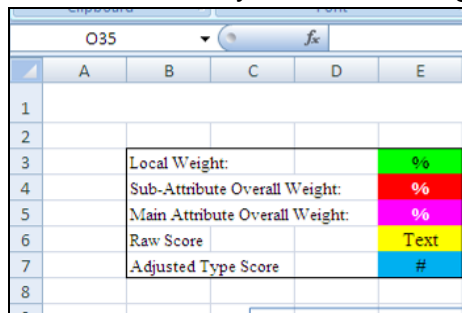 O35 fx
A B C D E
1
2
3 Local Weight: %
4 Sub-Attribute Overall Weight: %
5 Main Attribute Overall Weight: %
6 Raw Score Text
7 Adjusted Type Score #
8